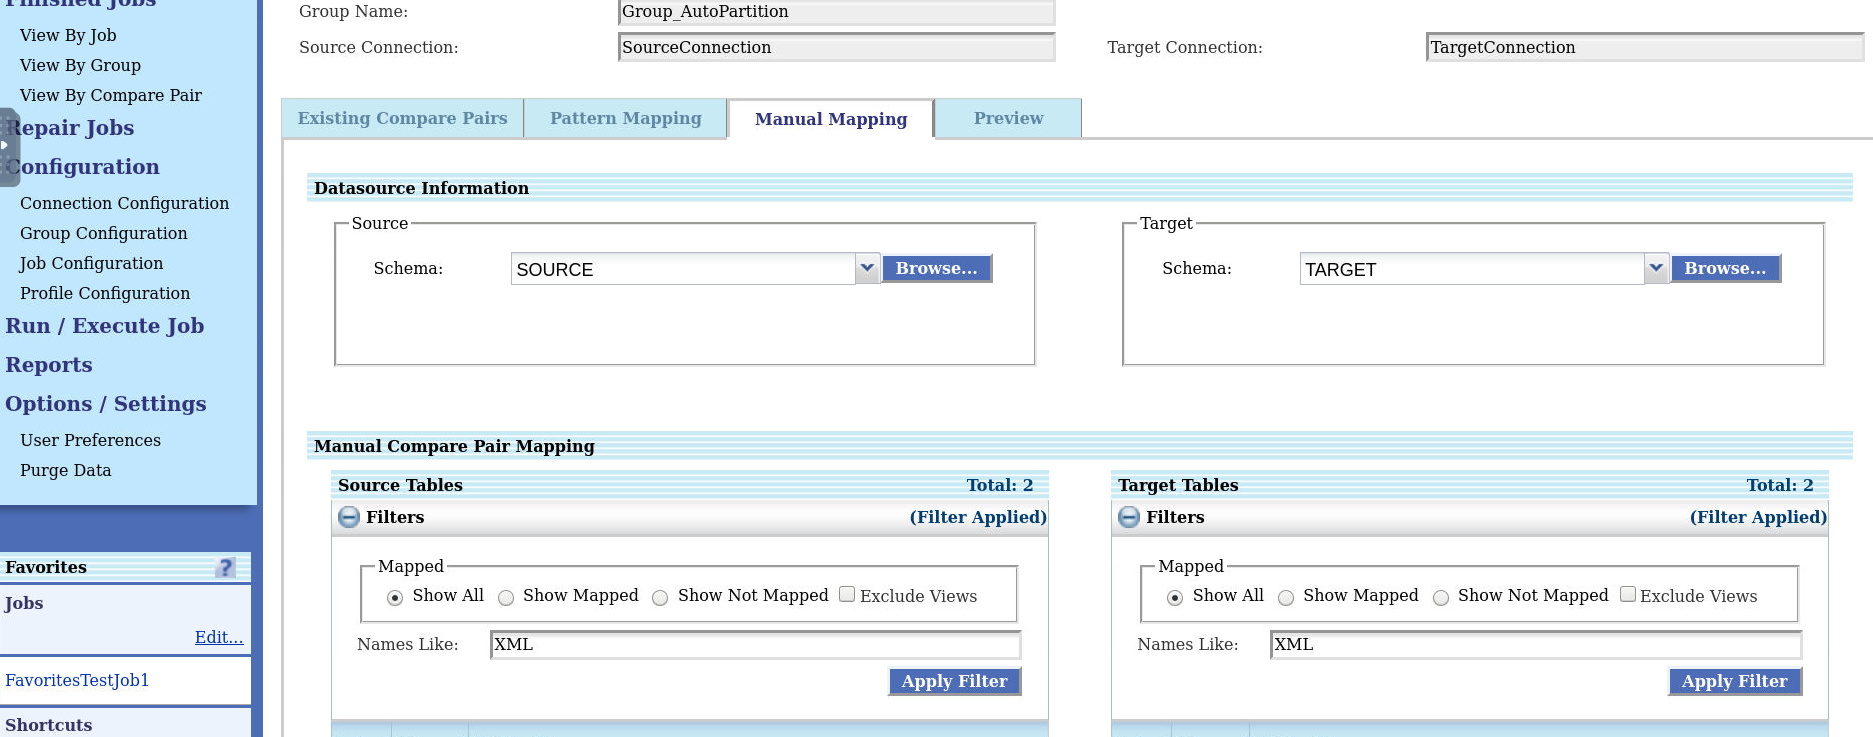 Finished Jobs
View By Job
View By Group
View By Compare Pair
Repair Jobs
Configuration
Connection Configuration
Group Configuration
Job Configuration
Profile Configuration
Run / Execute Job
Reports
Options / Settings
User Preferences
Purge Data
Favorites ?
Jobs
Edit...
FavoritesTestJob1
Shortcuts
Group Name: Group_AutoPartition
Source Connection: SourceConnection Target Connection: TargetConnection
Existing Compare Pairs Pattern Mapping Manual Mapping Preview
Datasource Information
Source Target
Schema: SOURCE Browse... Schema: TARGET Browse...
Manual Compare Pair Mapping
Source Tables Total: 2 Target Tables Total: 2
Filters (Filter Applied) Filters (Filter Applied)
Mapped Mapped
Show All Show Mapped Show Not Mapped Exclude Views Show All Show Mapped Show Not Mapped Exclude Views
Names Like: XML Names Like: XML
Apply Filter Apply Filter